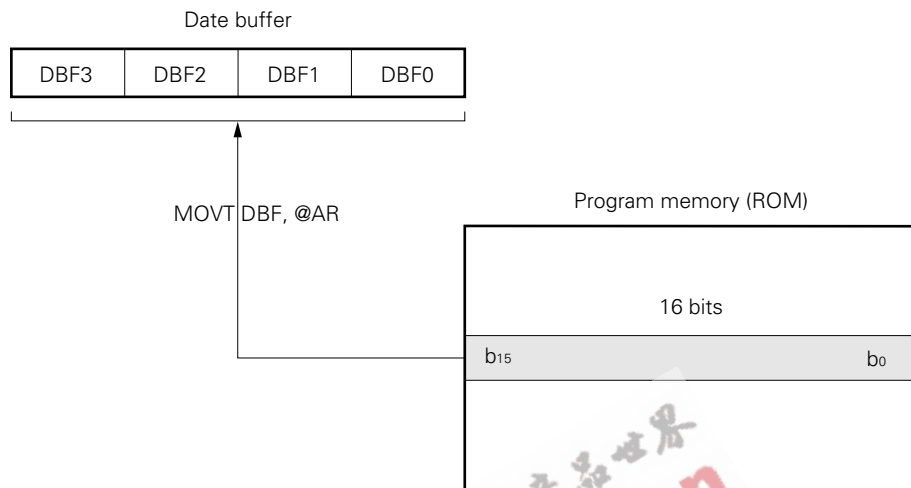 Date buffer
DBF3 DBF2 DBF1 DBF0
MOVT DBF, @AR
Program memory (ROM)
16 bits
b15 b0